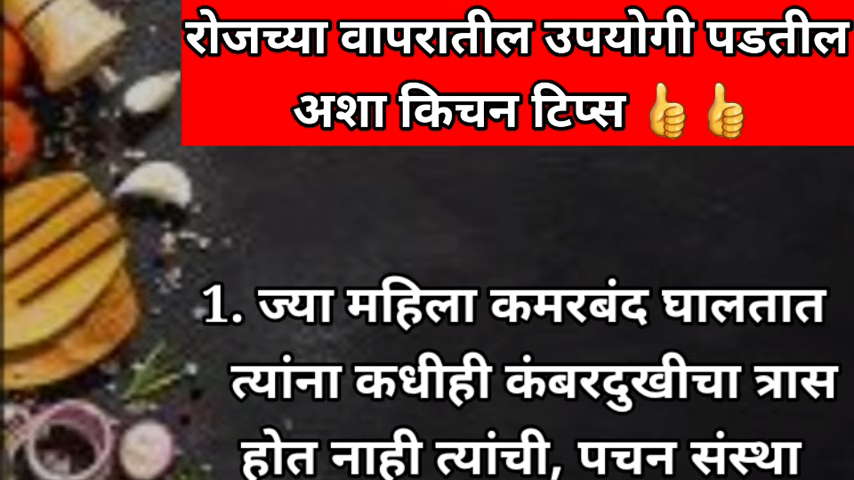 रोजच्या वापरातील उपयोगी पडतील
अशा किचन टिप्स 👍👍
1. ज्या महिला कमरबंद घालतात
त्यांना कधीही कंबरदुखीचा त्रास
होत नाही त्यांची, पचन संस्था